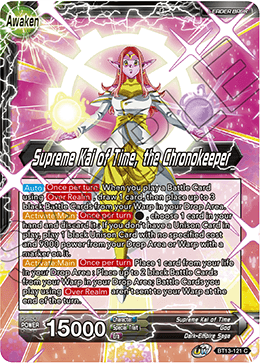 LEADER BACK
Awaken
Supreme Kai of Time, the Chronokeeper
Auto Once per turn When you play a Battle Card
using Over Realm, draw 1 card, then place up to 3
black Battle Cards from your Warp in your Drop Area.
Activate Main Once per turn choose 1 card in your
hand and discard it: If you don't have a Unison Card in
play, play 1 black Unison Card with no specified cost
and 7000 power from your Drop Area or Warp with a
marker on it.
Activate Main Once per turn Place 1 card from your life
in your Drop Area : Place up to 2 black Battle Cards
from your Warp in your Drop Area; Battle Cards you
play using Over Realm aren't sent to the Warp at the
end of the turn.
POWER 15000
Character Supreme Kai of Time
Special Trait God
Era Dark-Empire Saga
BT13-121 C